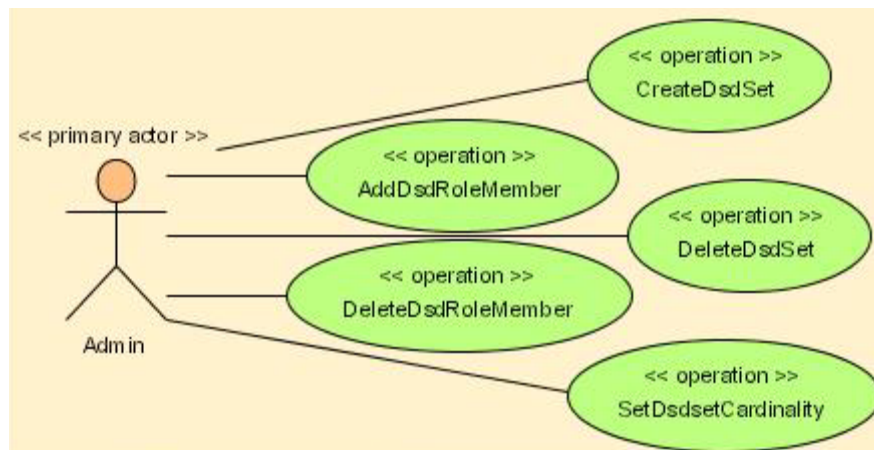 << operation >>
CreateDsdSet
<< primary actor >>
<< operation >>
AddDsdRoleMember
<< operation >>
DeleteDsdSet
<< operation >>
DeleteDsdRoleMember
Admin
<< operation >>
SetDsdsetCardinality